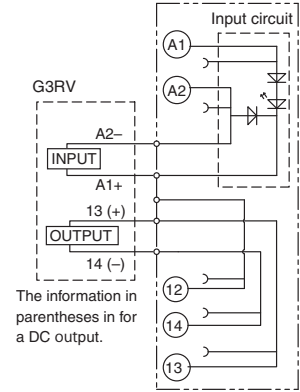 Input circuit
A1
A2
G3RV
A2–
INPUT
A1+
13 (+)
OUTPUT
14 (–)
12
14
13
The information in
parentheses in for
a DC output.